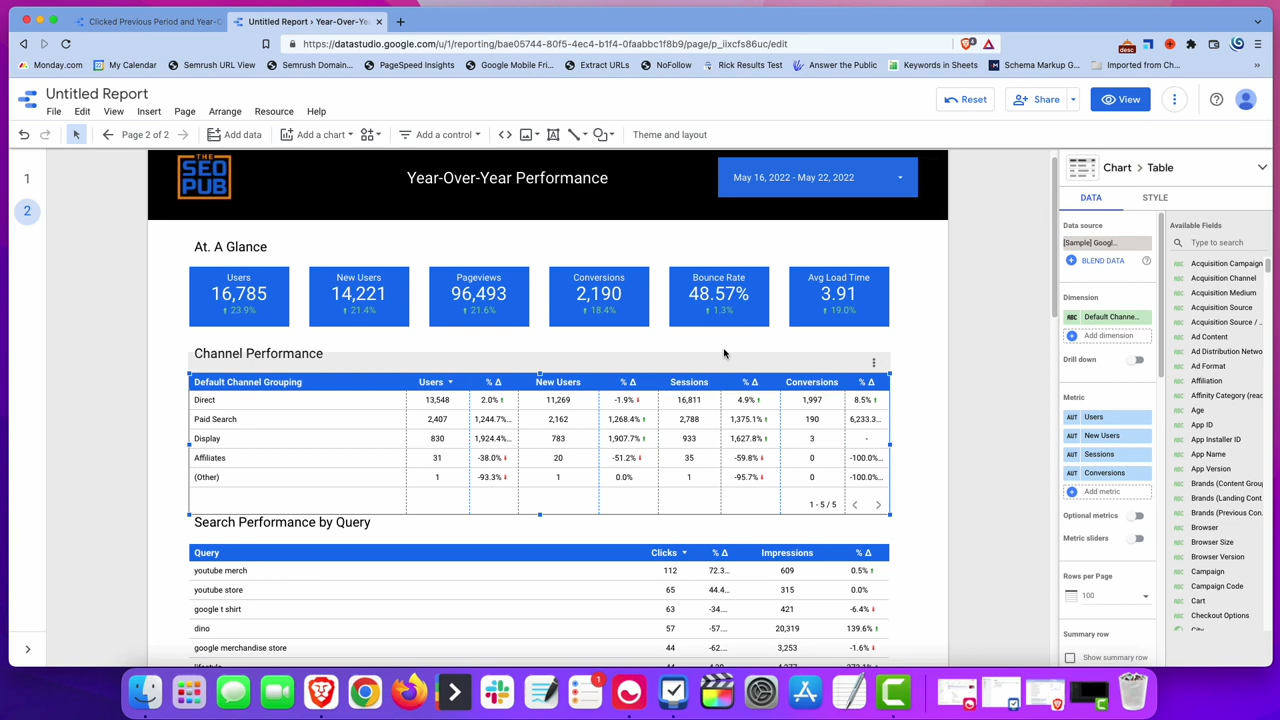 Clicked Previous Period and Year-O
Untitled Report › Year-Over-Ye
https://datastudio.google.com/u/1/reporting/bae05744-80f5-4ec4-b1f4-0faabbc1f8b9/page/p_iixcfs86uc/edit
desc
Monday.com
My Calendar
Semrush URL View
Semrush Domain...
PageSpeed Insights
Google Mobile Fri...
Extract URLs
NoFollow
Rick Results Test
Answer the Public
Keywords in Sheets
Schema Markup G...
Imported from Ch...
Untitled Report
File Edit View Insert Page Arrange Resource Help
Reset
Share
View
Page 2 of 2
Add data
Add a chart
Add a control
Theme and layout
1
2
THE SEO PUB
Year-Over-Year Performance
May 16, 2022 - May 22, 2022
At. A Glance
Users
16,785
23.9%
New Users
14,221
21.4%
Pageviews
96,493
21.6%
Conversions
2,190
18.4%
Bounce Rate
48.57%
1.3%
Avg Load Time
3.91
19.0%
Channel Performance
Default Channel Grouping Users % Δ New Users % Δ Sessions % Δ Conversions % Δ
Direct 13,548 2.0% 11,269 -1.9% 16,811 4.9% 1,997 8.5%
Paid Search 2,407 1,244.7%... 2,162 1,268.4% 2,788 1,375.1% 190 6,233.3...
Display 830 1,924.4%... 783 1,907.7% 933 1,627.8% 3 -
Affiliates 31 -38.0% 20 -51.2% 35 -59.8% 0 -100.0%...
(Other) 1 -93.3% 1 0.0% 1 -95.7% 0 -100.0%...
1 - 5 / 5
Search Performance by Query
Query Clicks % Δ Impressions % Δ
youtube merch 112 72.3... 609 0.5%
youtube store 65 44.4... 315 0.0%
google t shirt 63 -34.... 421 -6.4%
dino 57 -57.... 20,319 139.6%
google merchandise store 44 -62.... 3,253 -1.6%
Chart > Table
DATA
STYLE
Data source
[Sample] Googl...
BLEND DATA
Dimension
ABC Default Channe...
Add dimension
Drill down
Metric
AUT Users
AUT New Users
AUT Sessions
AUT Conversions
Add metric
Optional metrics
Metric sliders
Rows per Page
100
Summary row
Show summary row
Available Fields
Type to search
Acquisition Campaign
Acquisition Channel
Acquisition Medium
Acquisition Source
Acquisition Source / ...
Ad Content
Ad Distribution Netwo
Ad Format
Affiliation
Affinity Category (reac
Age
App ID
App Installer ID
App Name
App Version
Brands (Content Grou
Brands (Landing Cont.
Brands (Previous Con.
Browser
Browser Size
Browser Version
Campaign
Campaign Code
Cart
Checkout Options
City
1